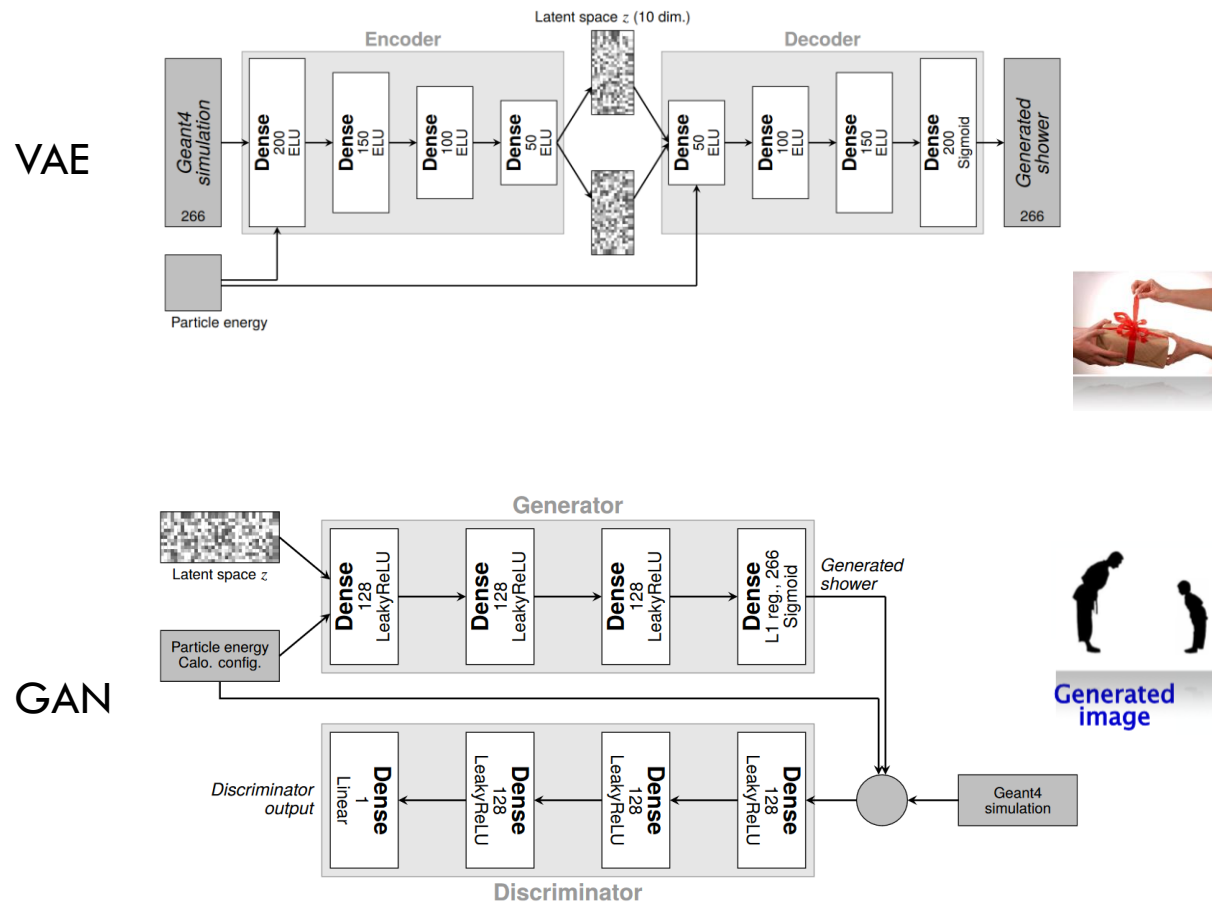 Latent space z (10 dim.)
Encoder
Decoder
VAE
Geant4
simulation
266
Dense
200
ELU
Dense
150
ELU
Dense
100
ELU
Dense
50
ELU
Dense
50
ELU
Dense
100
ELU
Dense
150
ELU
Dense
200
Sigmoid
Generated
shower
266
Particle energy
GAN
Generator
Latent space z
Particle energy
Calo. config.
Dense
128
LeakyReLU
Dense
128
LeakyReLU
Dense
128
LeakyReLU
Dense
L1 reg., 266
Sigmoid
Generated
shower
Generated
image
Discriminator
output
Dense
1
Linear
Dense
128
LeakyReLU
Dense
128
LeakyReLU
Dense
128
LeakyReLU
Geant4
simulation
Discriminator